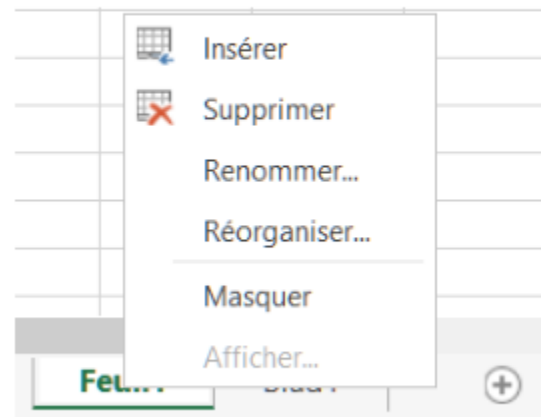 Insérer
Supprimer
Renommer...
Réorganiser...
Masquer
Afficher...